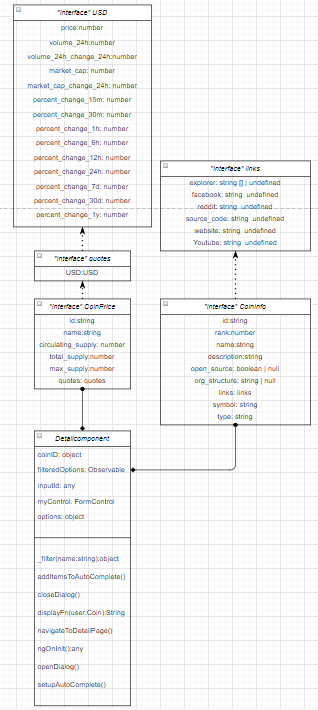 "Interface" USD
price:number
volume_24h:number
volume_24h_change_24h:number
market_cap: number
market_cap_change_24h: number
percent_change_15m: number
percent_change_30m: number
percent_change_1h: number
percent_change_6h: number
percent_change_12h: number
percent_change_24h: number
percent_change_7d: number
percent_change_30d: number
percent_change_1y: number
"Interface" quotes
USD:USD
"Interface" CoinPrice
id:string
name:string
circulating_supply: number
total_supply:number
max_supply:number
quotes: quotes
"Interface" links
explorer: string [] | undefined
facebook: string undefined
reddit: string undefined
source_code: string undefined
website: string undefined
Youtube: string undefined
"Interface" CoinInfo
id:string
rank:number
name:string
description:string
open_source: boolean | null
org_structure: string | null
links: links
symbol: string
type: string
Detailcomponent
coinID: object
filteredOptions: Observable
inputId: any
myControl: FormControl
options: object
_filter(name:string):object
addItemsToAutoComplete()
closeDialog()
displayFn(user:Coin):String
navigateToDetailPage()
ngOnInit():any
openDialog()
setupAutoComplete()